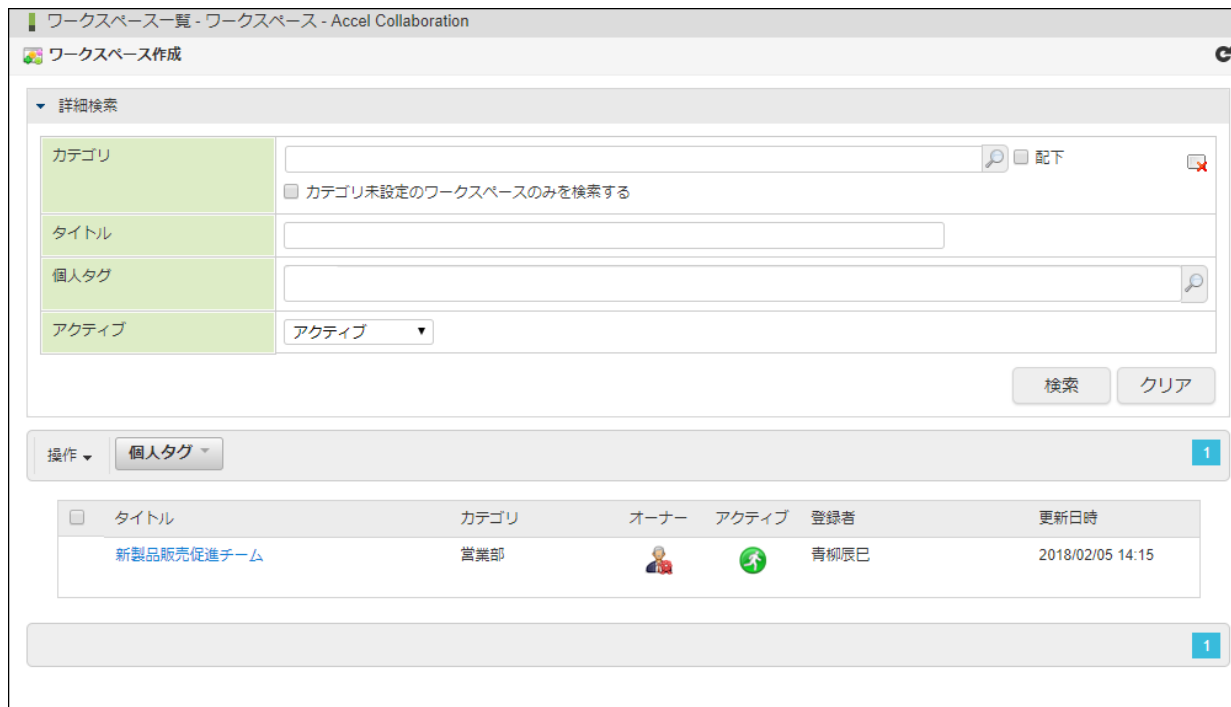 ワークスペース一覧 - ワークスペース - Accel Collaboration
ワークスペース作成
詳細検索
カテゴリ
配下
カテゴリ未設定のワークスペースのみを検索する
タイトル
個人タグ
アクティブ アクティブ
検索 クリア
操作 個人タグ 1
タイトル カテゴリ オーナー アクティブ 登録者 更新日時
新製品販売促進チーム 営業部 青柳辰巳 2018/02/05 14:15
1